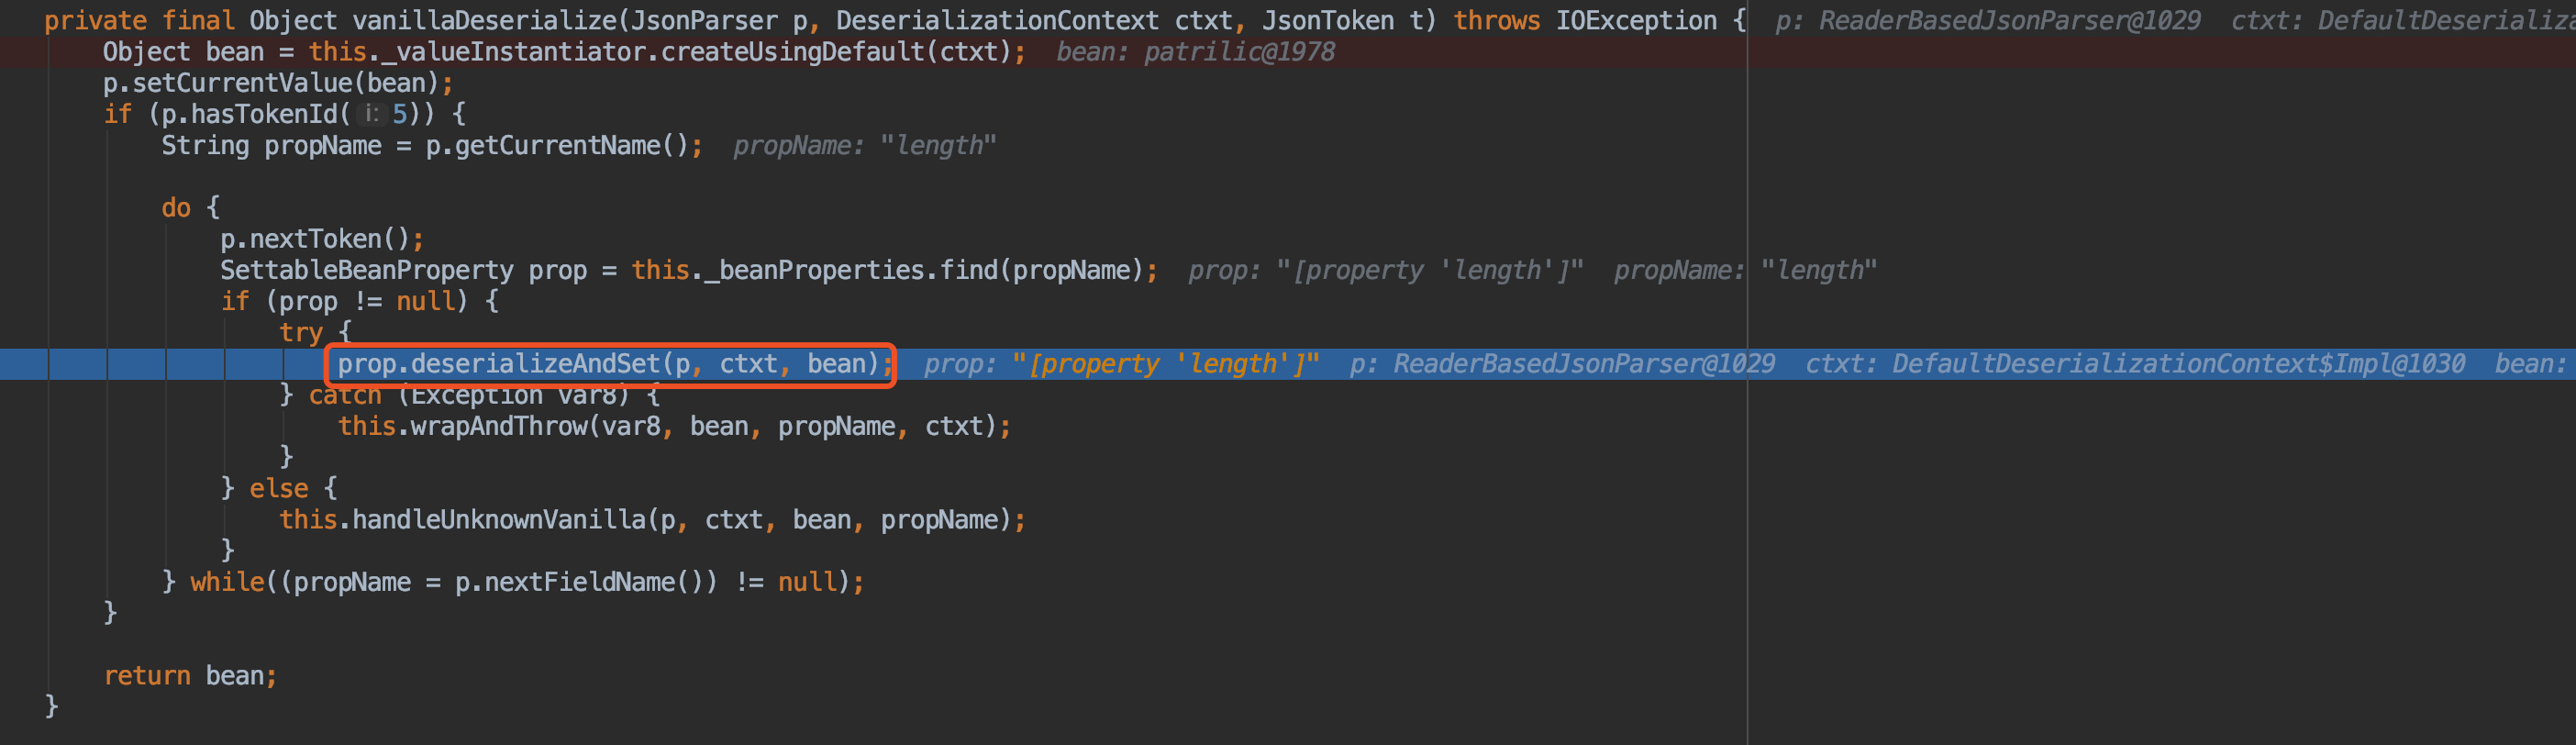 private final Object vanillaDeserialize(JsonParser p, DeserializationContext ctxt, JsonToken t) throws IOException {  p: ReaderBasedJsonParser@1029  ctxt: DefaultDeserializa
Object bean = this._valueInstantiator.createUsingDefault(ctxt);  bean: patrilic@1978
p.setCurrentValue(bean);
if (p.hasTokenId( i: 5)) {
String propName = p.getCurrentName();  propName: "length"
do {
p.nextToken();
SettableBeanProperty prop = this._beanProperties.find(propName);  prop: "[property 'length']"  propName: "length"
if (prop != null) {
try {
prop.deserializeAndSet(p, ctxt, bean);  prop: "[property 'length']"  p: ReaderBasedJsonParser@1029  ctxt: DefaultDeserializationContext$Impl@1030  bean:
} catch (Exception var8) {
this.wrapAndThrow(var8, bean, propName, ctxt);
}
} else {
this.handleUnknownVanilla(p, ctxt, bean, propName);
}
} while((propName = p.nextFieldName()) != null);
}
return bean;
}